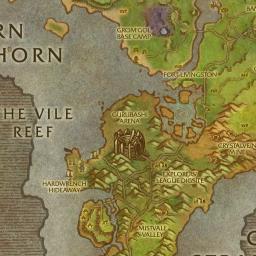 GROM'GOL
BASE CAMP
RN
HORN
FORT LIVINGSTON
THE VILE
REEF
GURUBASHI
ARENA
CRYSTALVEIN
MINE
EXPLORERS'
LEAGUE DIGSITE
HARDWRENCH
HIDEAWAY
MISTVALE
VALLEY